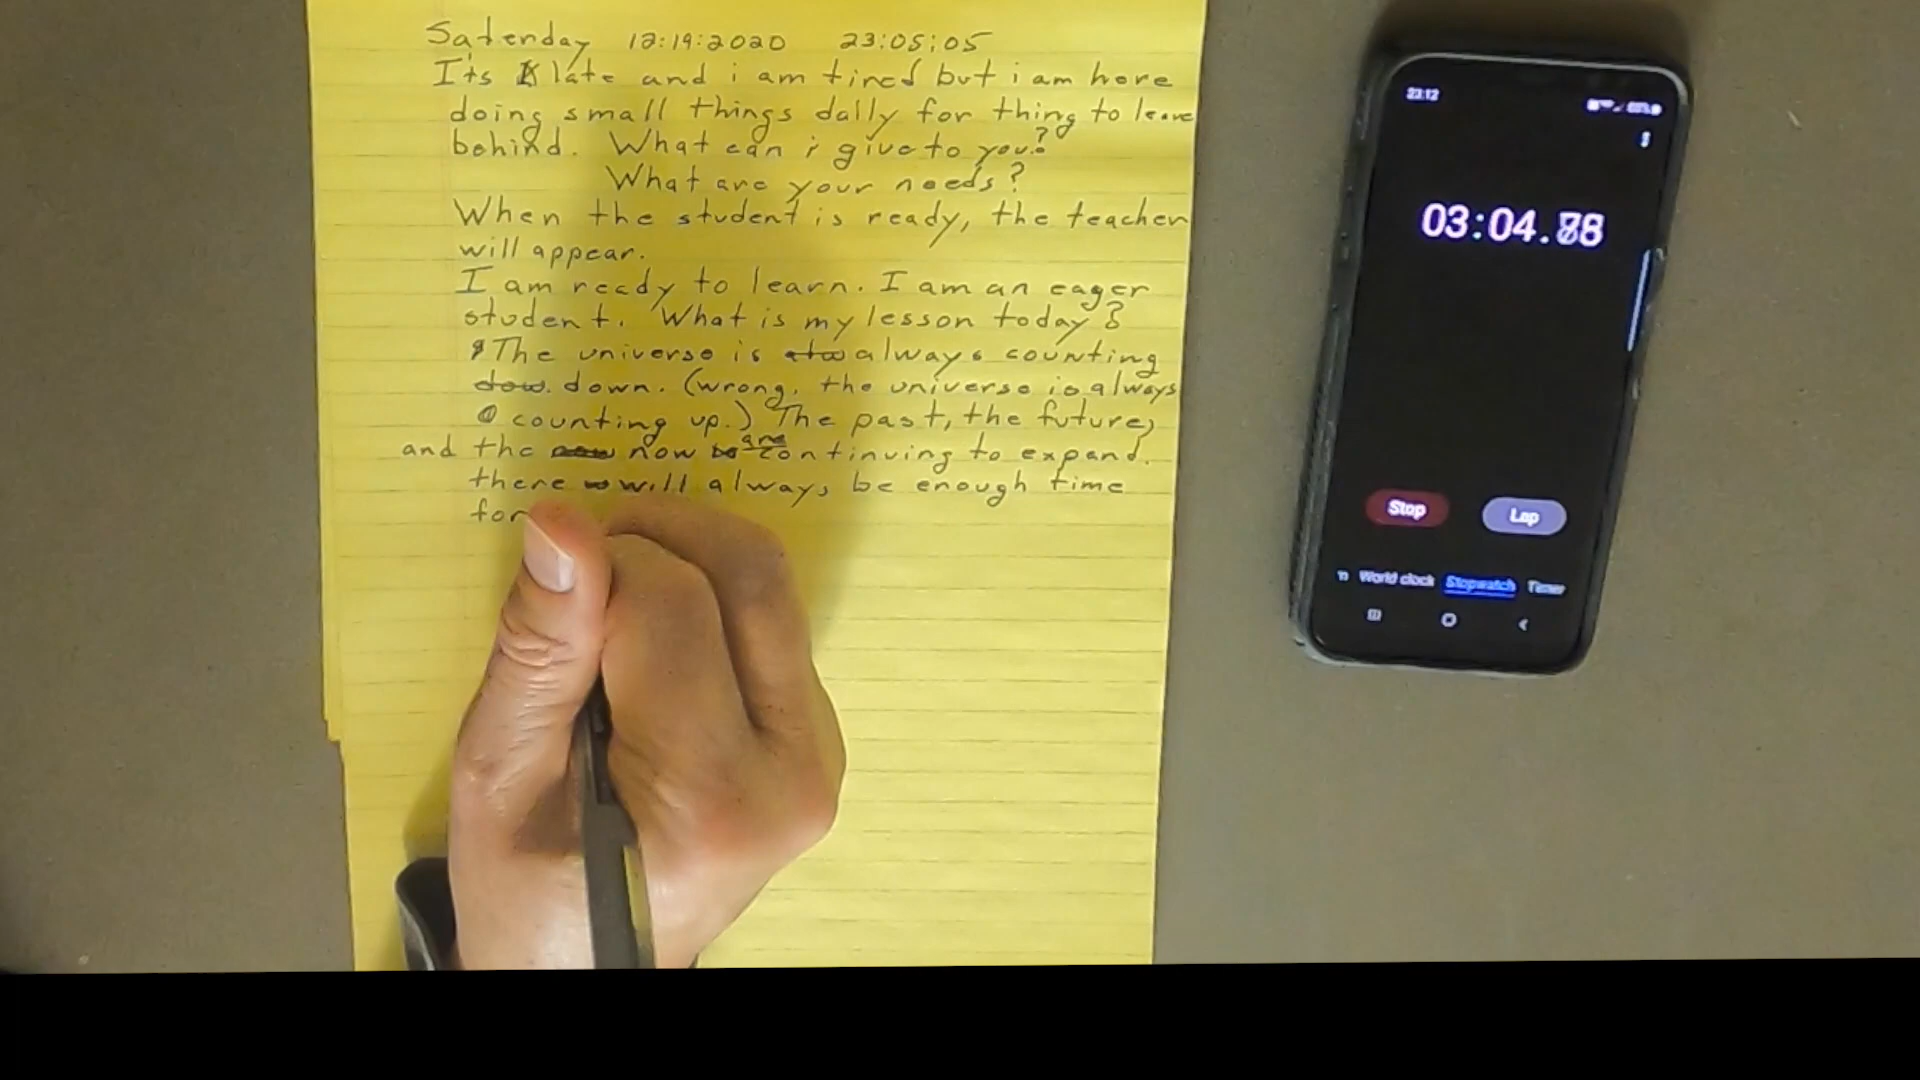 Saterday 12:19:2020 23:05:05
Its late and i am tired but i am here
doing small things dally for thing to leave
behind. What can i give to you?
What are your needs?
When the student is ready, the teacher
will appear.
I am ready to learn. I am an eager
student. What is my lesson today?
The universe is always counting
down. (wrong, the universe is always
counting up.) The past, the future,
and the now are continuing to expand.
there will always be enough time
for
23:12
03:04.
Stop Lap
World clock Stopwatch Timer